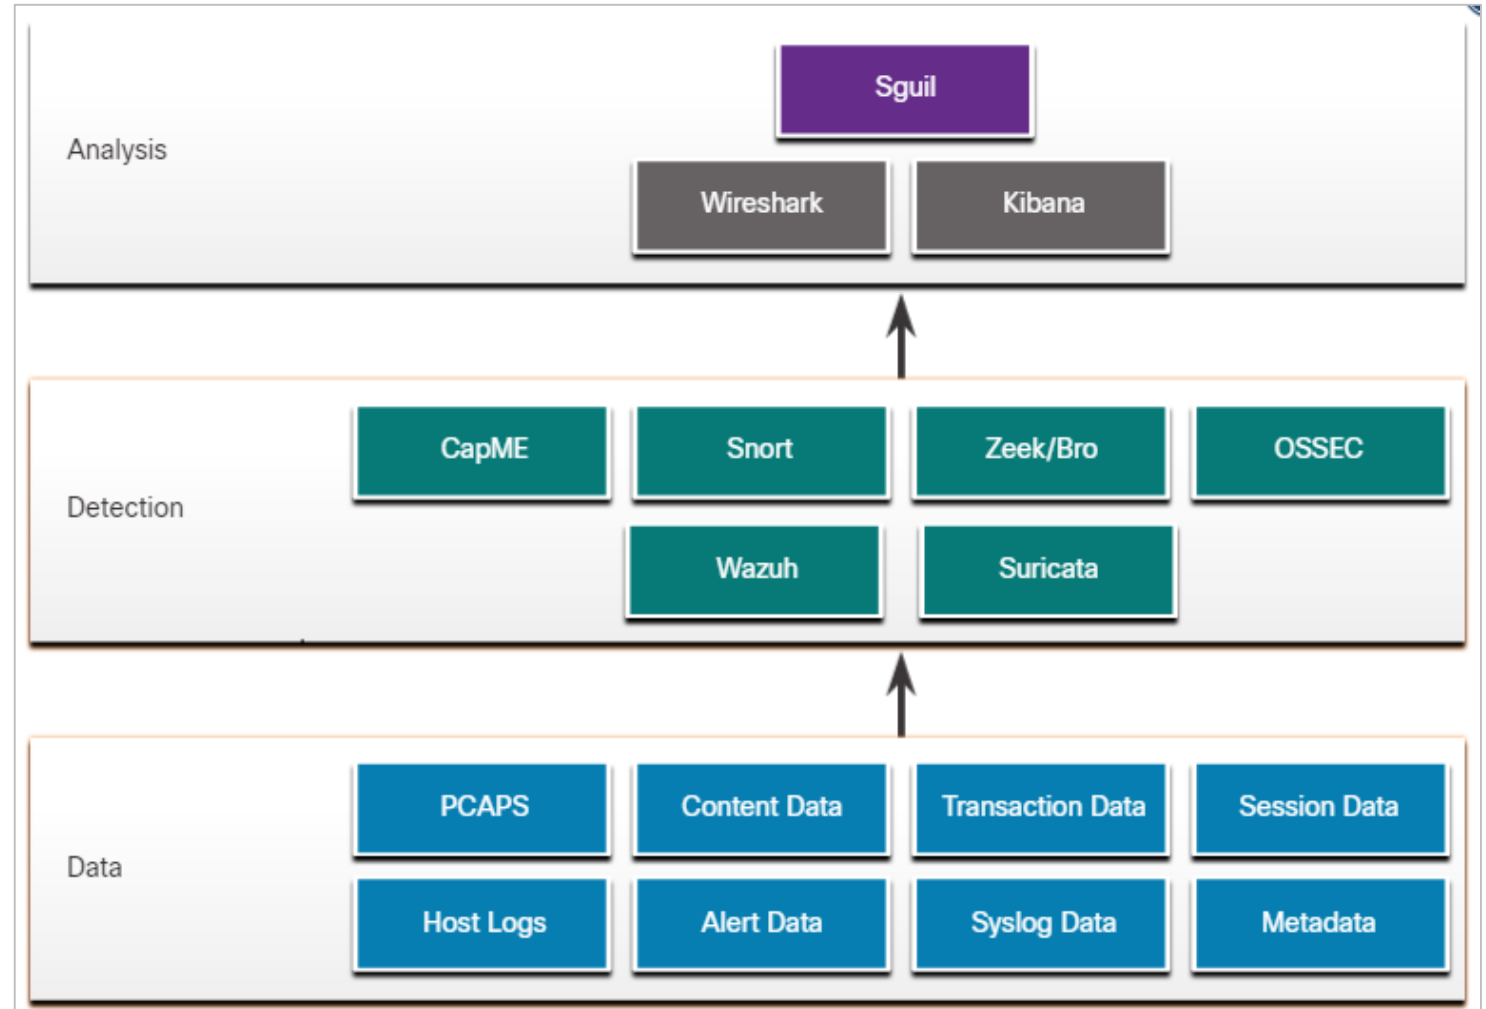 Analysis
Sguil
Wireshark
Kibana
Detection
CapME
Snort
Zeek/Bro
OSSEC
Wazuh
Suricata
Data
PCAPS
Content Data
Transaction Data
Session Data
Host Logs
Alert Data
Syslog Data
Metadata